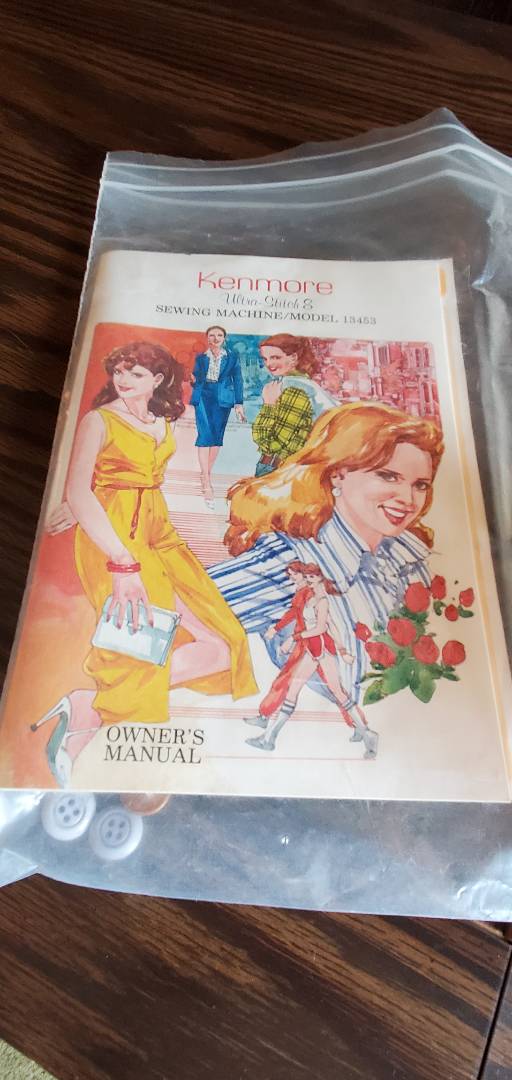 Kenmore
Ultra-Stitch 8
SEWING MACHINE/MODEL 13453
OWNER'S
MANUAL